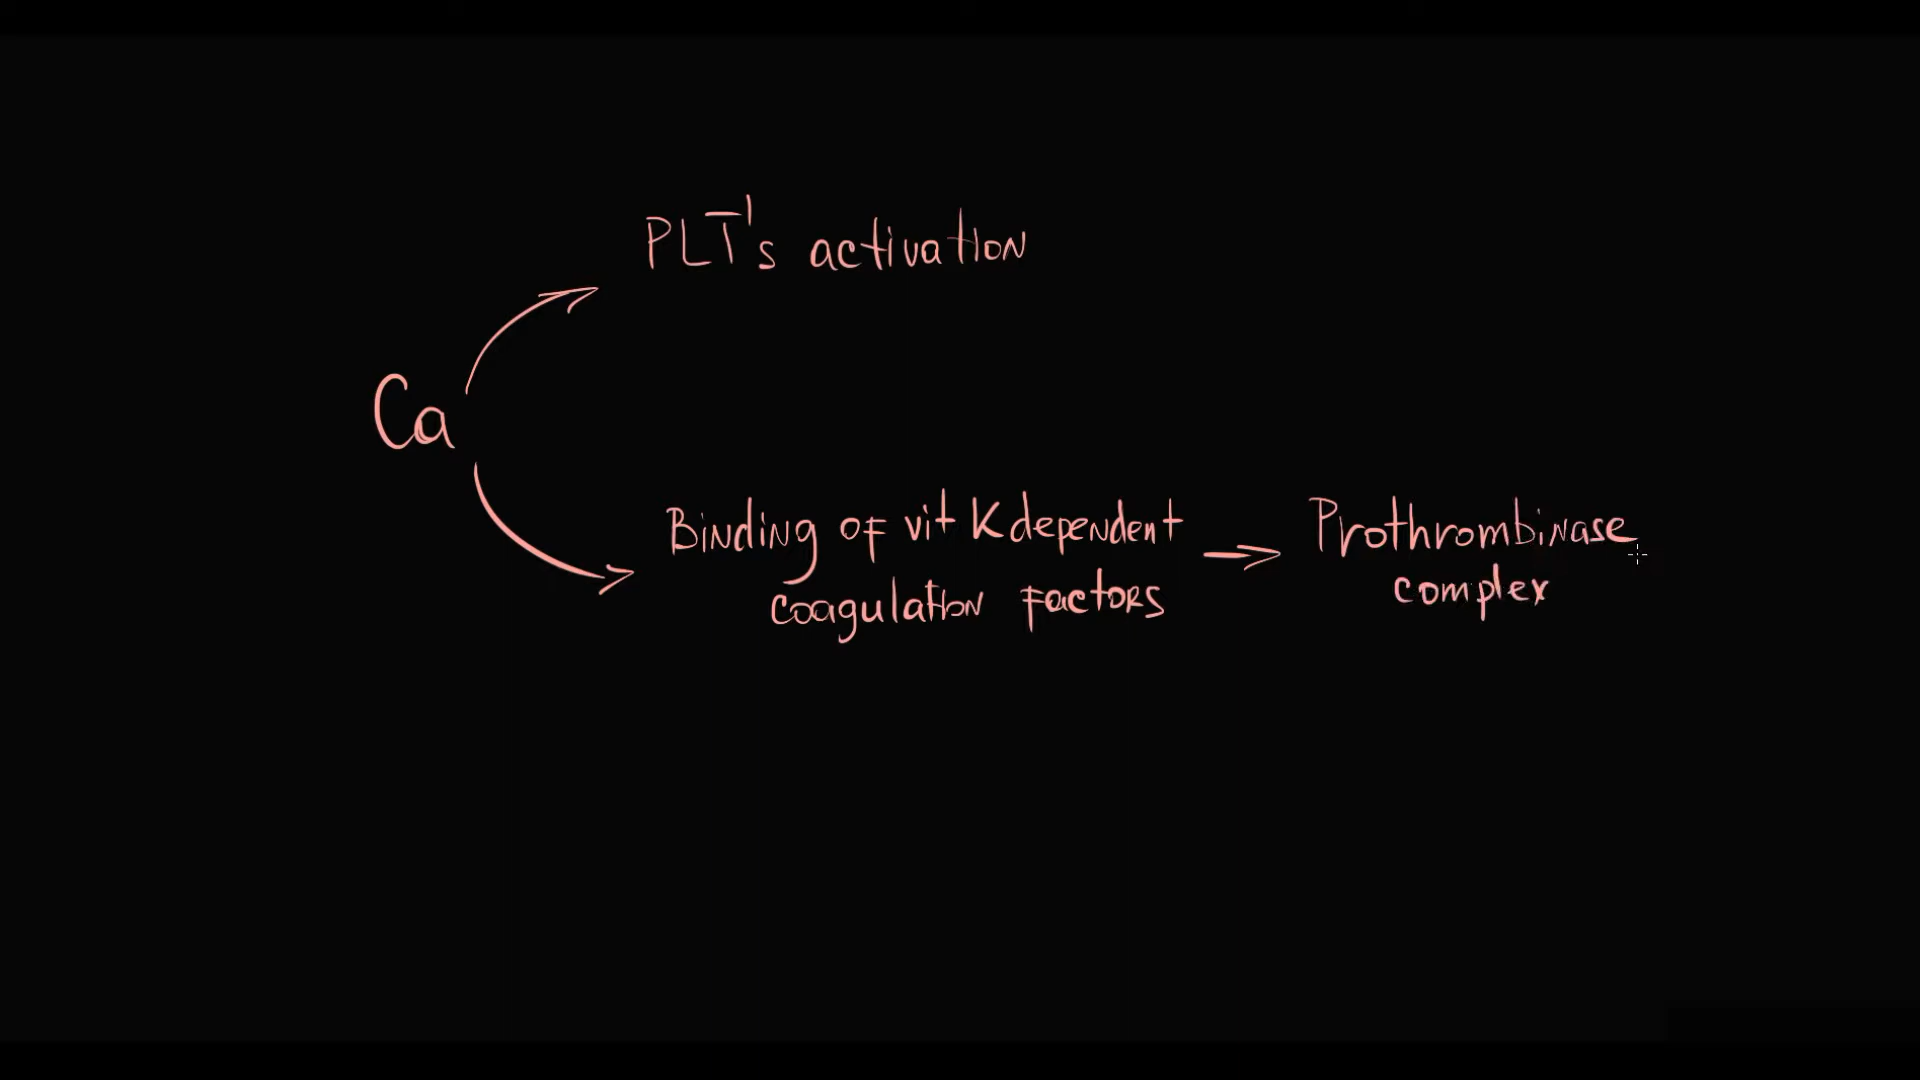 PLT's activation
Ca
Binding of vit K dependent
coagulation factors
Prothrombinase
complex